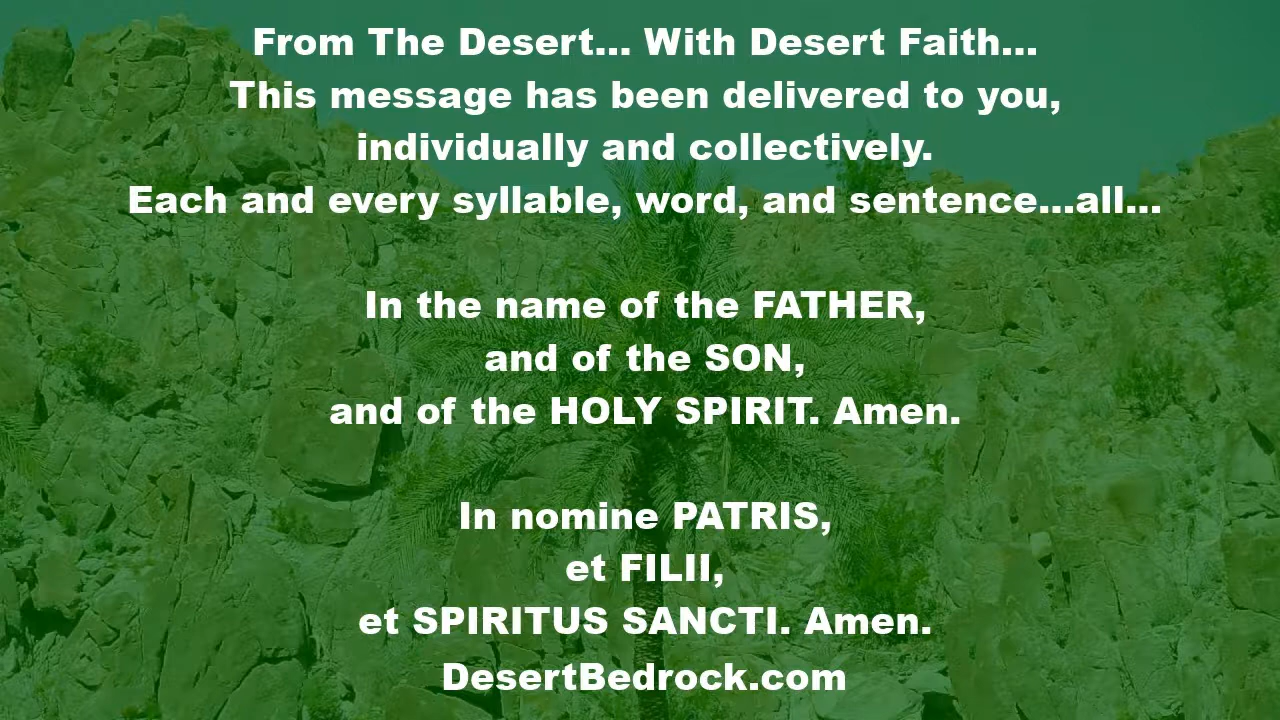 From The Desert... With Desert Faith...
This message has been delivered to you,
individually and collectively.
Each and every syllable, word, and sentence...all...
In the name of the FATHER,
and of the SON,
and of the HOLY SPIRIT. Amen.
In nomine PATRIS,
et FILII,
et SPIRITUS SANCTI. Amen.
DesertBedrock.com